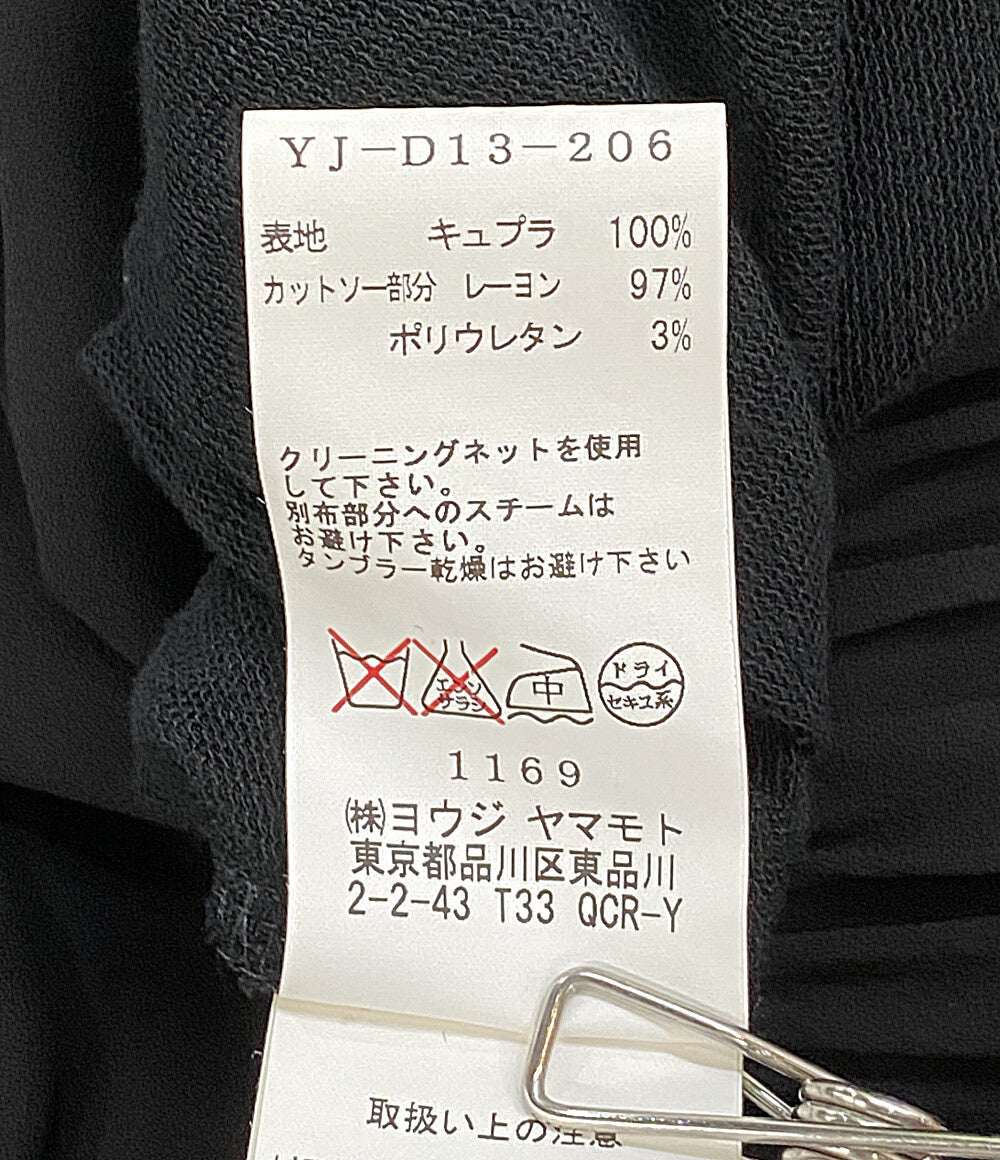 YJ-D13-206
表地 キュプラ 100%
カットソー部分 レーヨン 97%
ポリウレタン 3%
クリーニングネットを使用
して下さい。
別布部分へのスチームは
お避け下さい。
タンブラー乾燥はお避け下さい
エンソ
サラシ
中
ドライ
セキユ系
1169
㈱ヨウジ ヤマモト
東京都品川区東品川
2-2-43 T33 QCR-Y
取扱い上の注意